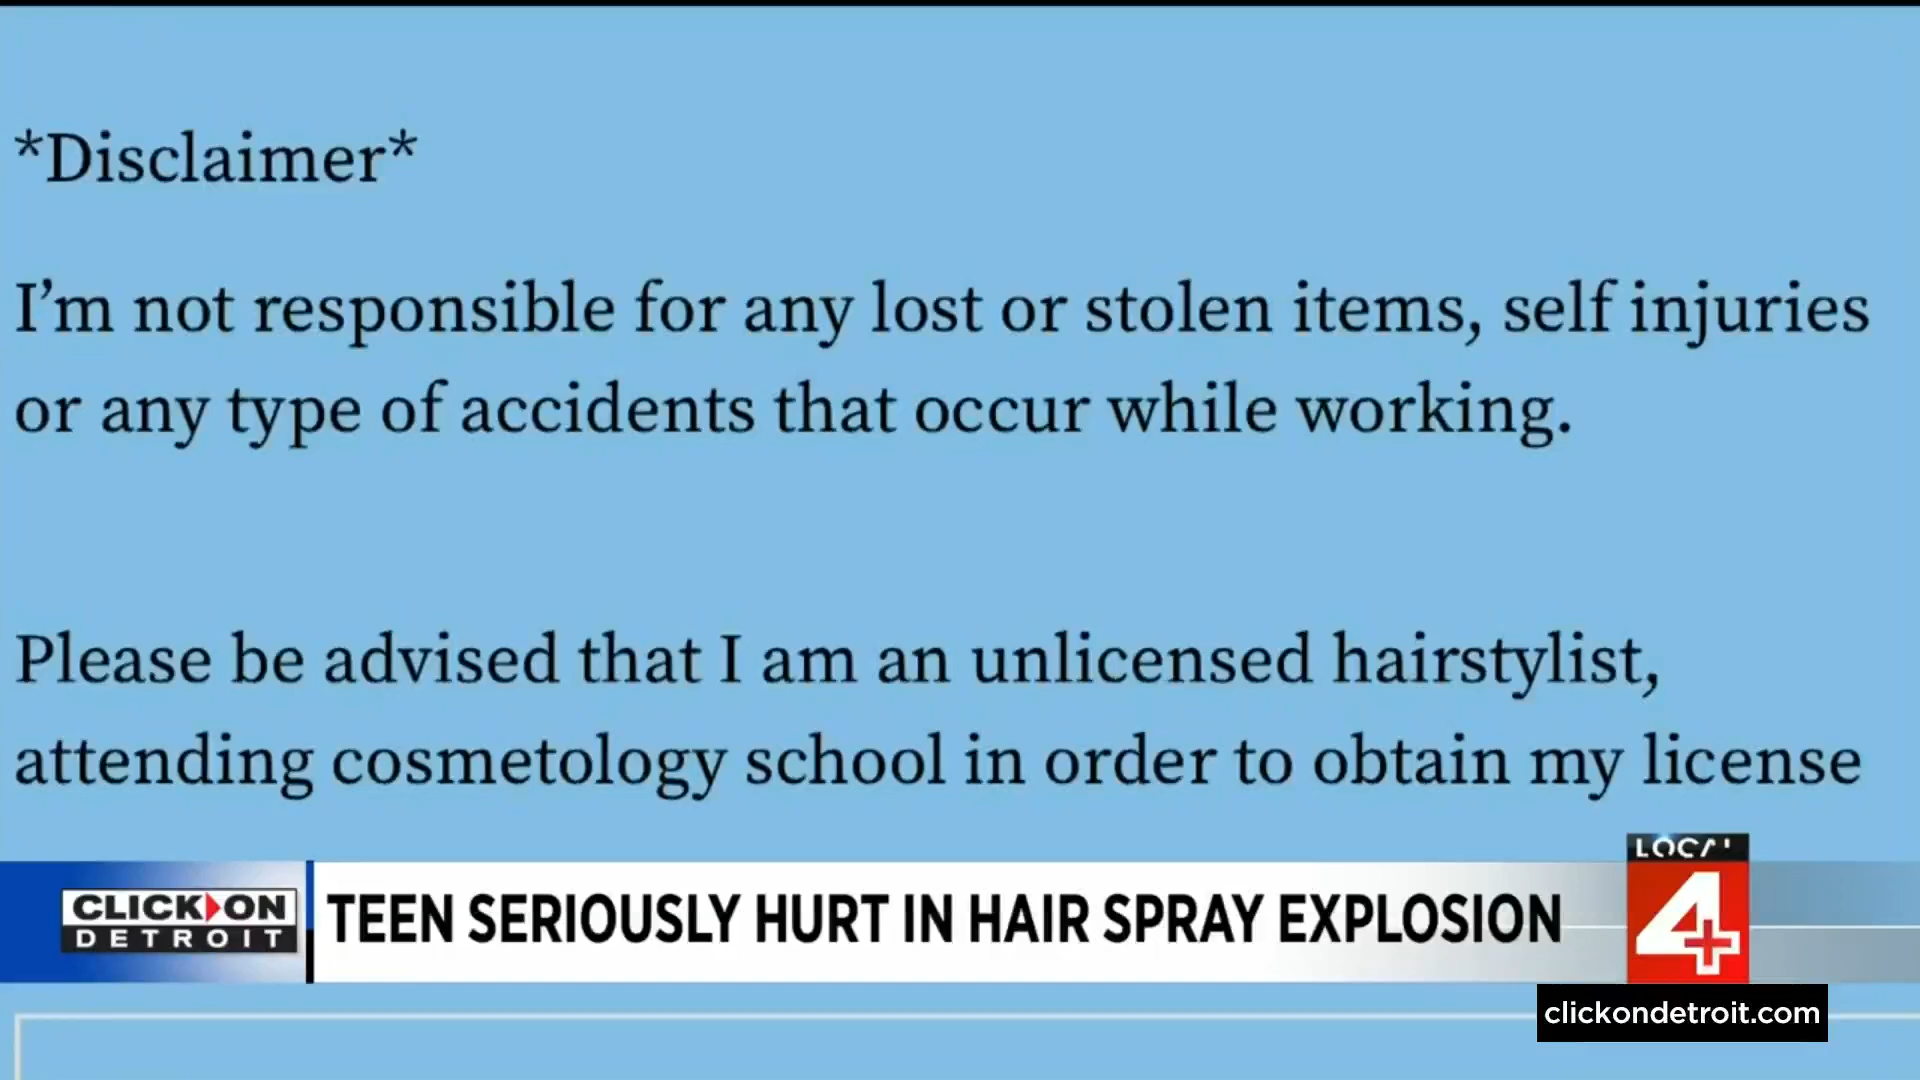 *Disclaimer*
I’m not responsible for any lost or stolen items, self injuries
or any type of accidents that occur while working.
Please be advised that I am an unlicensed hairstylist,
attending cosmetology school in order to obtain my license
LOCAL
CLICK ON
DETROIT
TEEN SERIOUSLY HURT IN HAIR SPRAY EXPLOSION
4+
clickondetroit.com